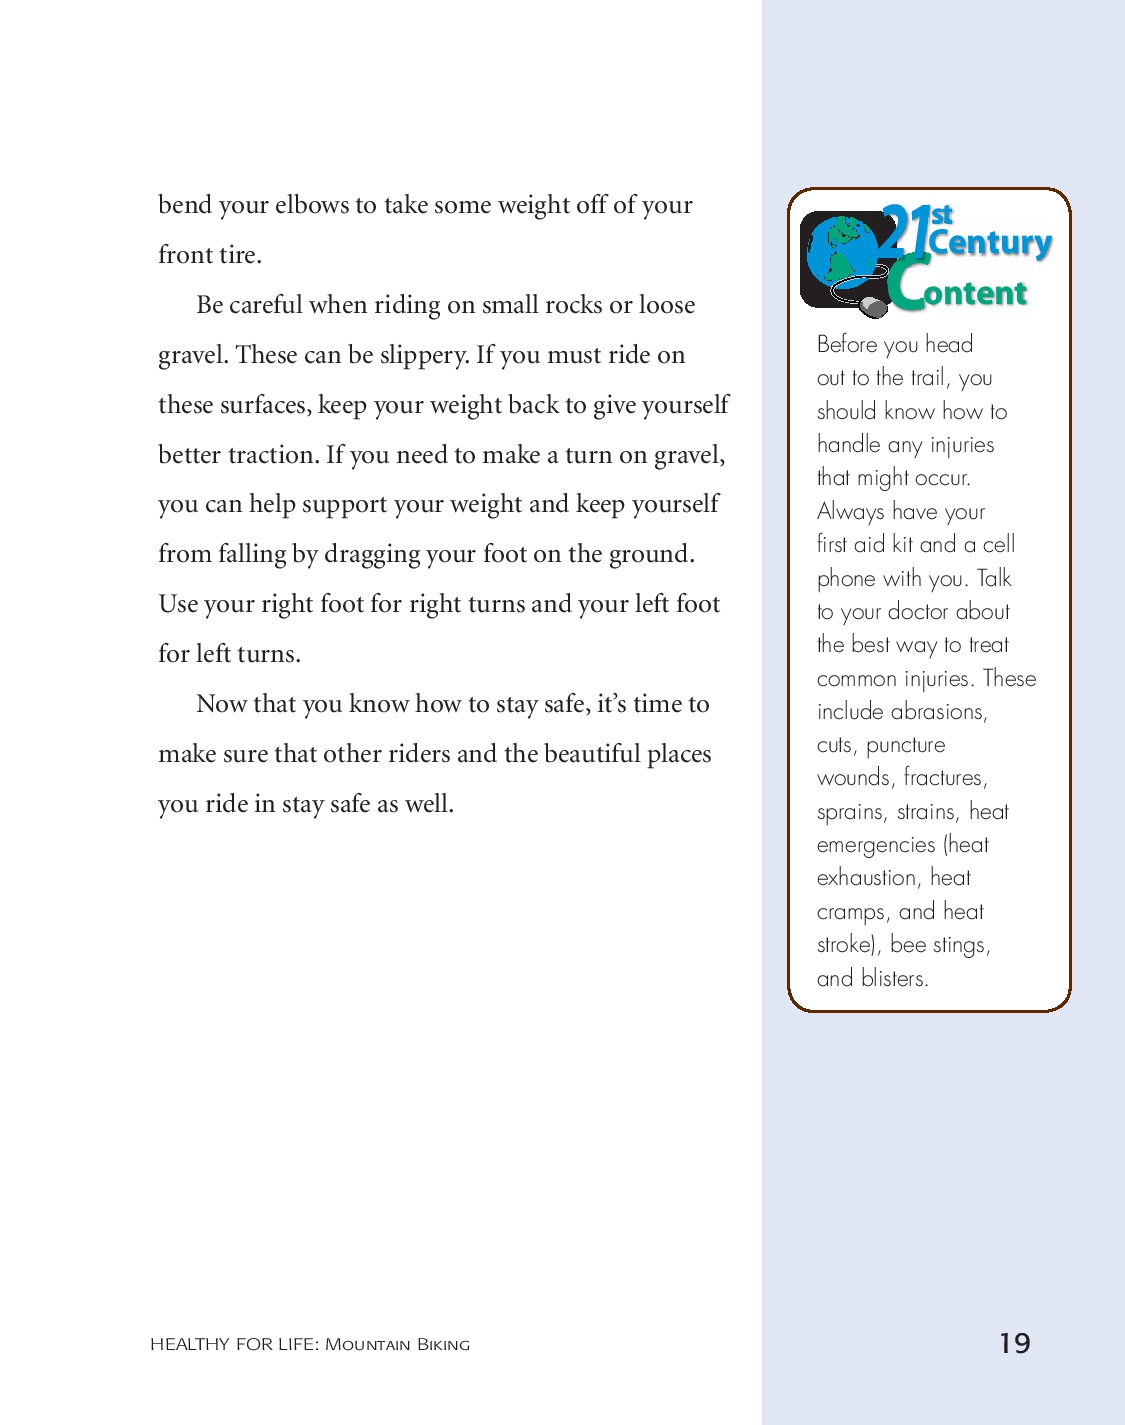 bend your elbows to take some weight off of your
front tire.
Be careful when riding on small rocks or loose
gravel. These can be slippery. If you must ride on
these surfaces, keep your weight back to give yourself
better traction. If you need to make a turn on gravel,
you can help support your weight and keep yourself
from falling by dragging your foot on the ground.
Use your right foot for right turns and your left foot
for left turns.
Now that you know how to stay safe, it’s time to
make sure that other riders and the beautiful places
you ride in stay safe as well.
21st
Century
Content
Before you head
out to the trail, you
should know how to
handle any injuries
that might occur.
Always have your
first aid kit and a cell
phone with you. Talk
to your doctor about
the best way to treat
common injuries. These
include abrasions,
cuts, puncture
wounds, fractures,
sprains, strains, heat
emergencies (heat
exhaustion, heat
cramps, and heat
stroke), bee stings,
and blisters.
HEALTHY FOR LIFE: Mountain Biking
19